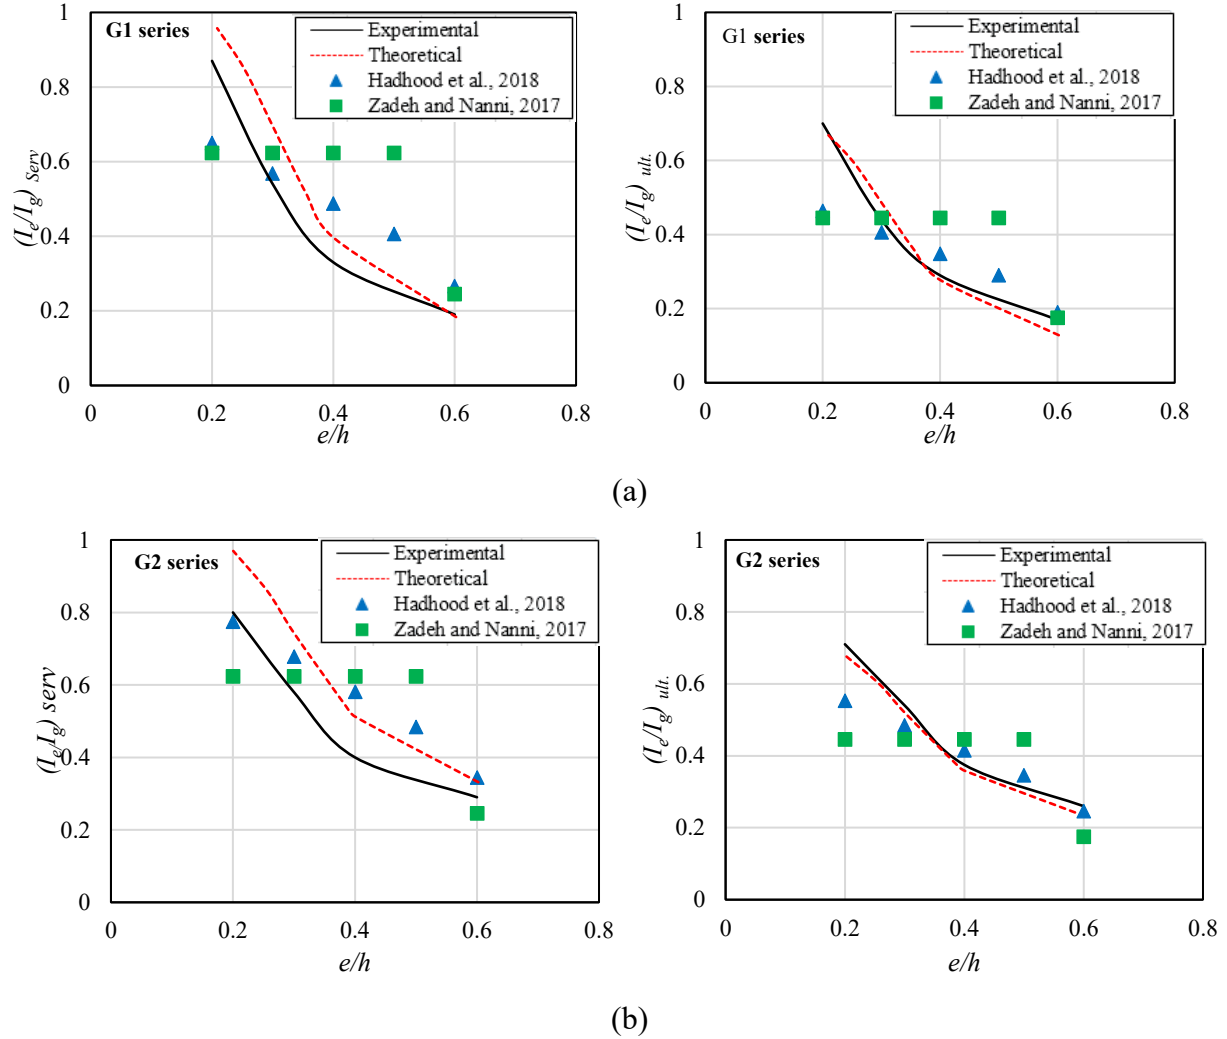 G1 series
Experimental
Theoretical
Hadhood et al., 2018
Zadeh and Nanni, 2017
(Ie/Ig) Serv
1
0.8
0.6
0.4
0.2
0
0 0.2 0.4 0.6 0.8
e/h
G1 series
Experimental
Theoretical
Hadhood et al., 2018
Zadeh and Nanni, 2017
(Ie/Ig) ult.
1
0.8
0.6
0.4
0.2
0
0 0.2 0.4 0.6 0.8
e/h
(a)
G2 series
Experimental
Theoretical
Hadhood et al., 2018
Zadeh and Nanni, 2017
(Ie/Ig) serv
1
0.8
0.6
0.4
0.2
0
0 0.2 0.4 0.6 0.8
e/h
G2 series
Experimental
Theoretical
Hadhood et al., 2018
Zadeh and Nanni, 2017
(Ie/Ig) ult.
1
0.8
0.6
0.4
0.2
0
0 0.2 0.4 0.6 0.8
e/h
(b)